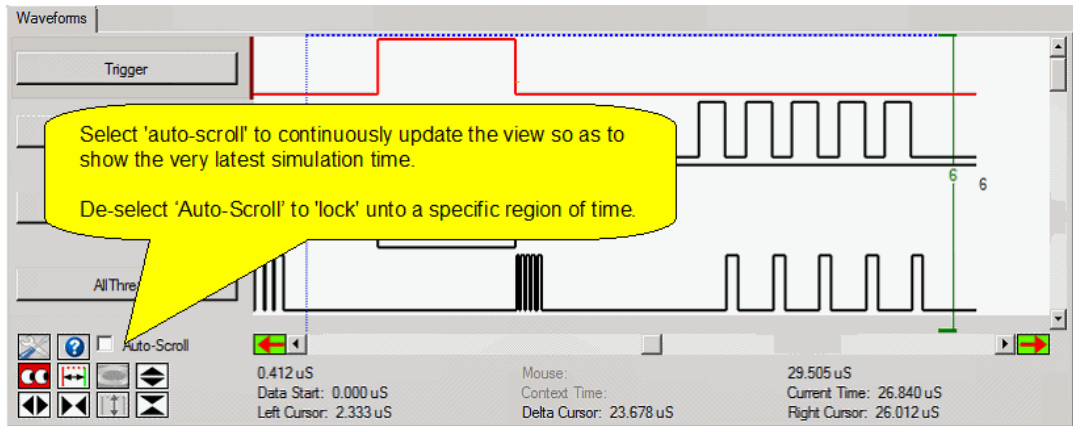 Waveforms
Trigger
Select 'auto-scroll' to continuously update the view so as to
show the very latest simulation time.
De-select ‘Auto-Scroll’ to 'lock' unto a specific region of time.
6
6
AllThre
Auto-Scroll
0.412 uS
Mouse:
29.505 uS
Data Start: 0.000 uS
Context Time:
Current Time: 26.840 uS
Left Cursor: 2.333 uS
Delta Cursor: 23.678 uS
Right Cursor: 26.012 uS